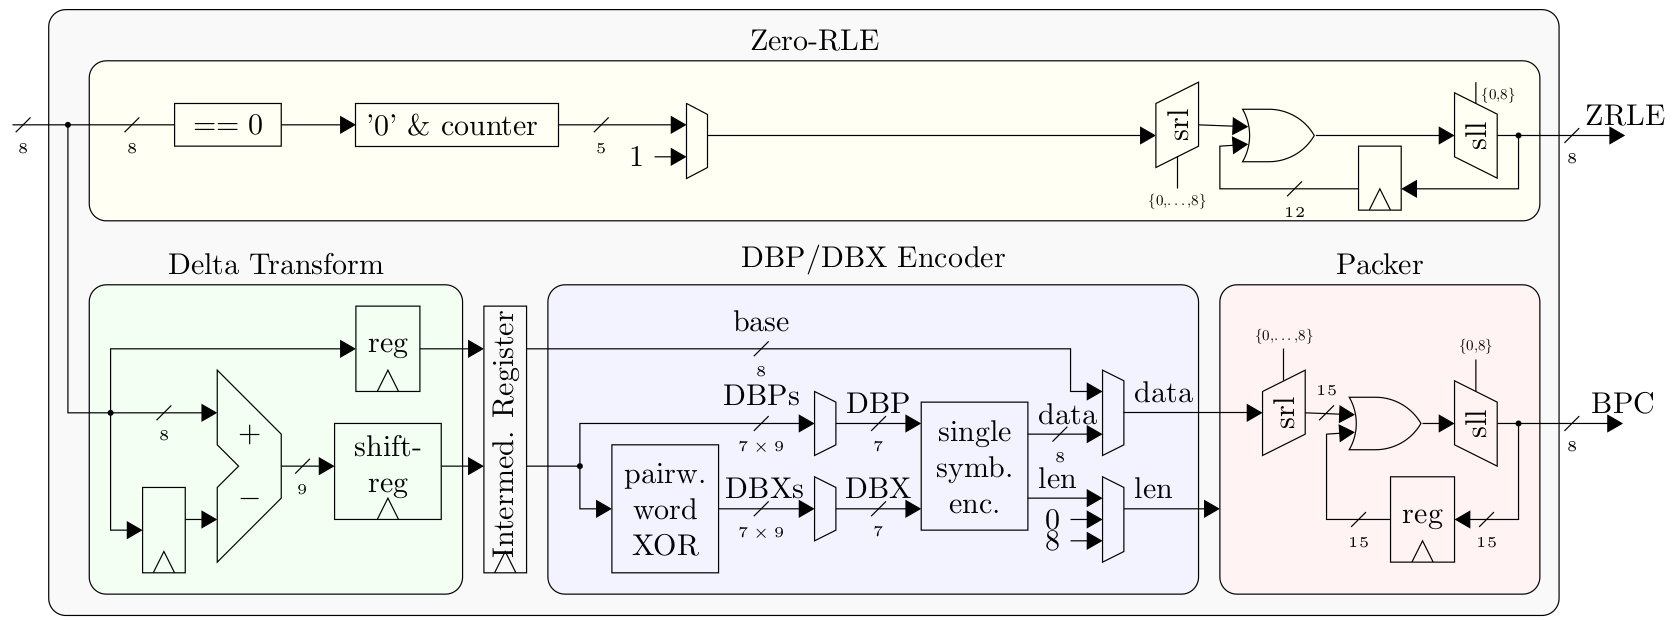 Zero-RLE
8
8
== 0
'0' & counter
5
1
srl
{0,...,8}
12
sll
{0,8}
ZRLE
8
Delta Transform
8
+
−
9
reg
shift-
reg
Intermed. Register
DBP/DBX Encoder
base
8
DBPs
7 × 9
DBP
7
pairw.
word
XOR
DBXs
7 × 9
DBX
7
single
symb.
enc.
data
8
len
0
8
data
len
Packer
{0,...,8}
srl
15
{0,8}
sll
reg
15
15
BPC
8